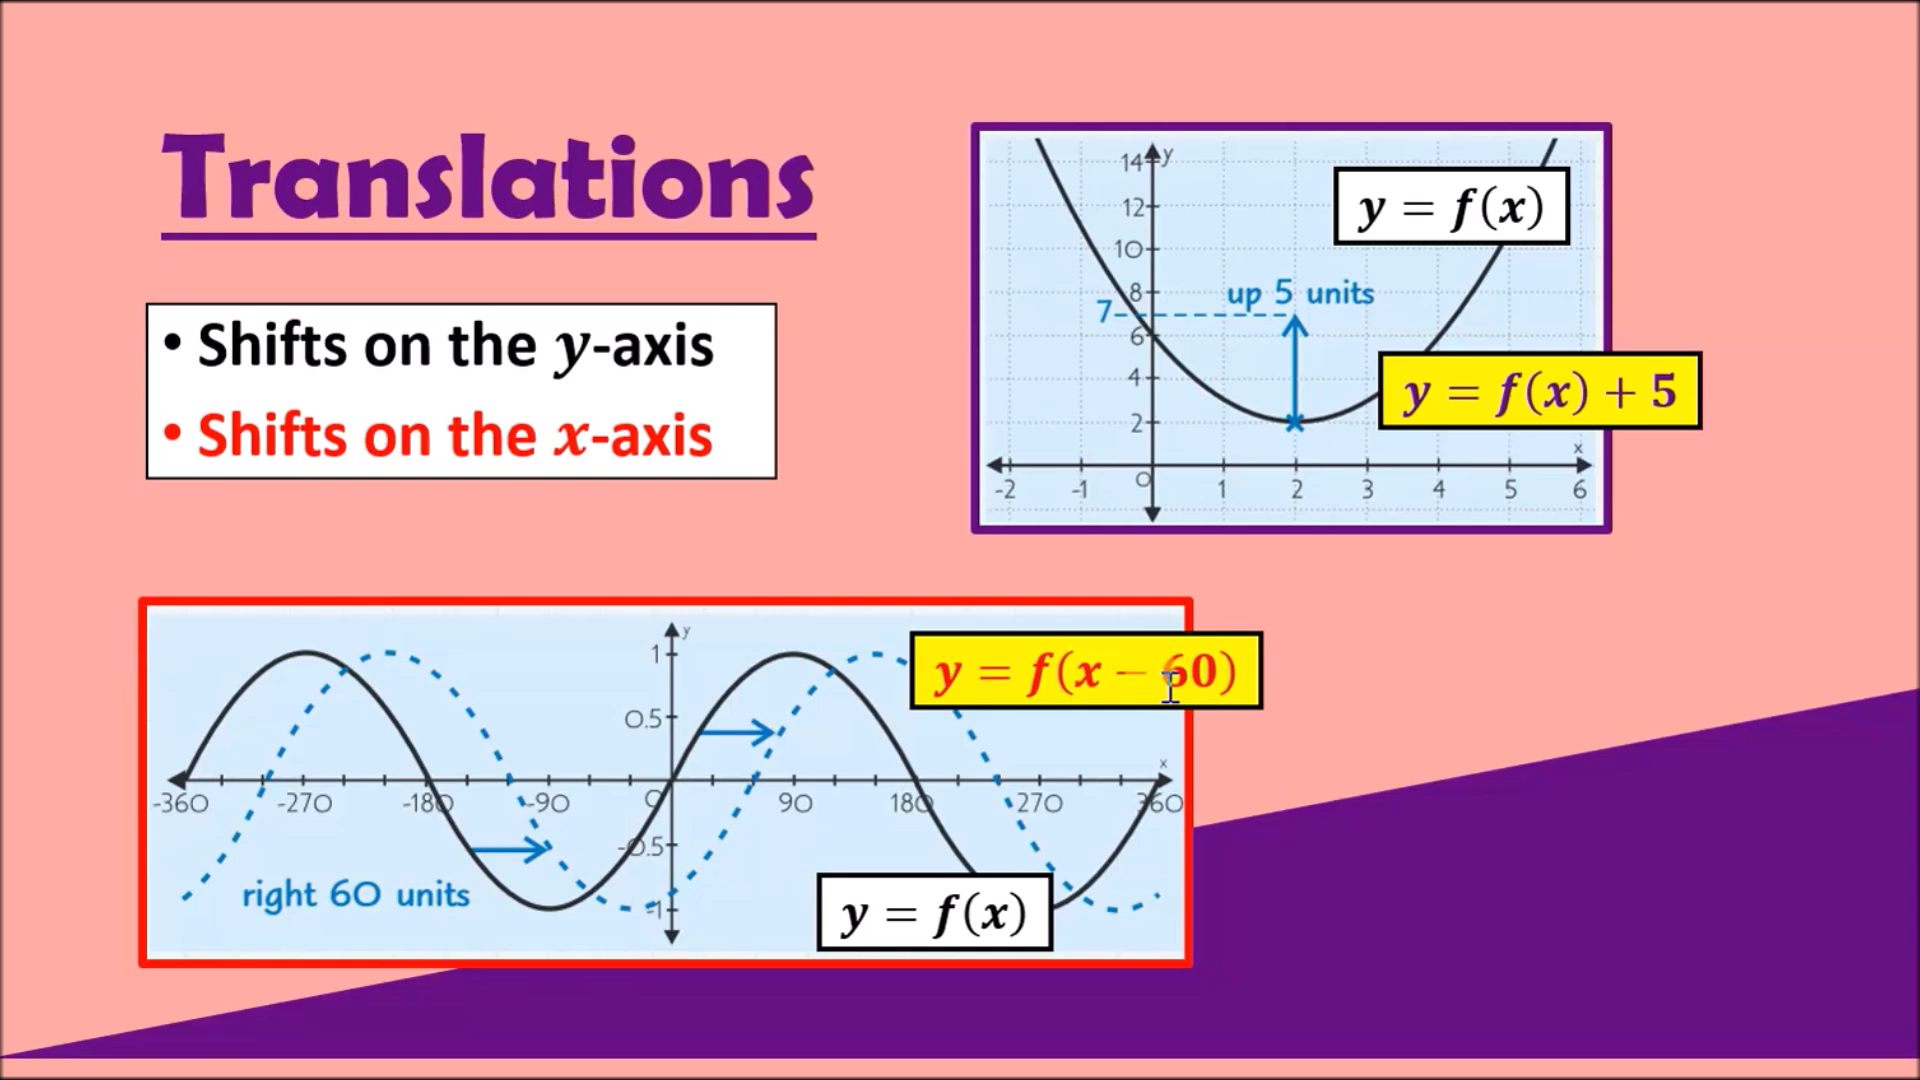 Translations
• Shifts on the y-axis
• Shifts on the x-axis
y
14
12
10
8
7
6
4
2
y = f(x)
up 5 units
y = f(x) + 5
x
-2 -1 O 1 2 3 4 5 6
y
1
0.5
-0.5
-1
y = f(x − 60)
x
-360 -270 -180 -90 O 90 180 270 360
right 60 units
y = f(x)